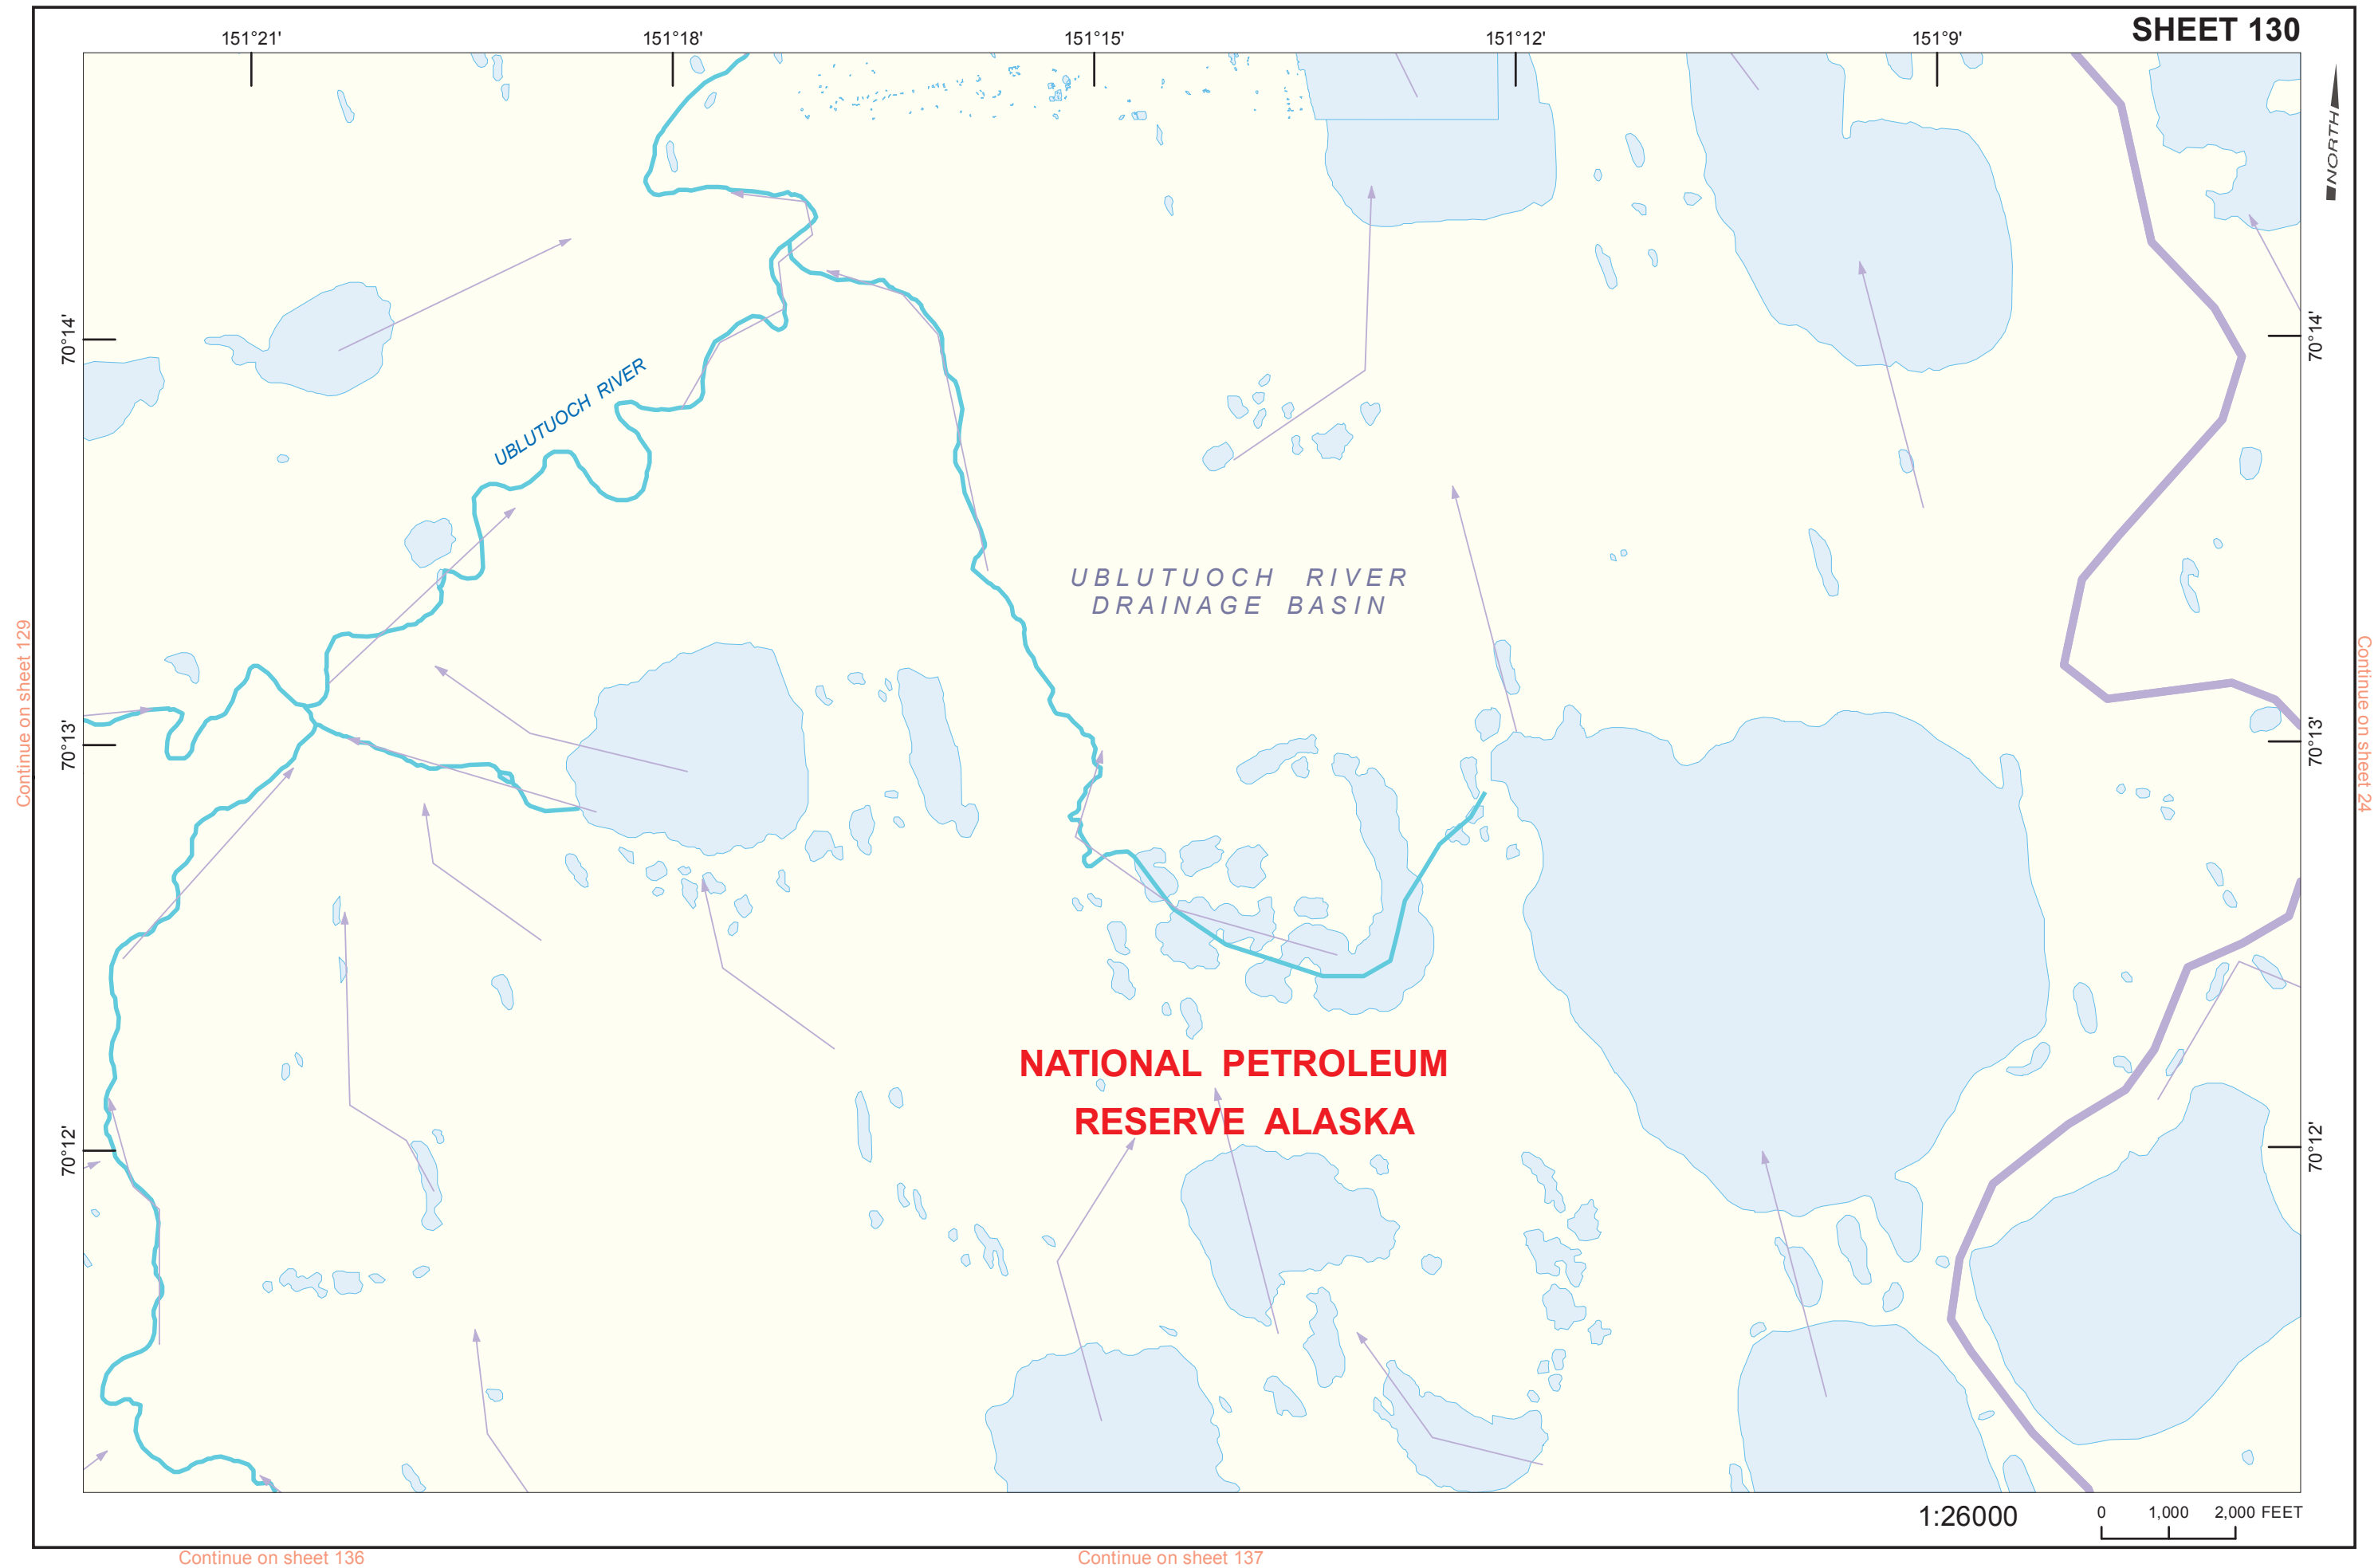 SHEET 130
151°21'
151°18'
151°15'
151°12'
151°9'
NORTH
70°14'
70°14'
UBLUTUOCH RIVER
UBLUTUOCH RIVER
DRAINAGE BASIN
Continue on sheet 129
Continue on sheet 24
70°13'
70°13'
NATIONAL PETROLEUM
RESERVE ALASKA
70°12'
70°12'
1:26000
0 1,000 2,000 FEET
Continue on sheet 136
Continue on sheet 137